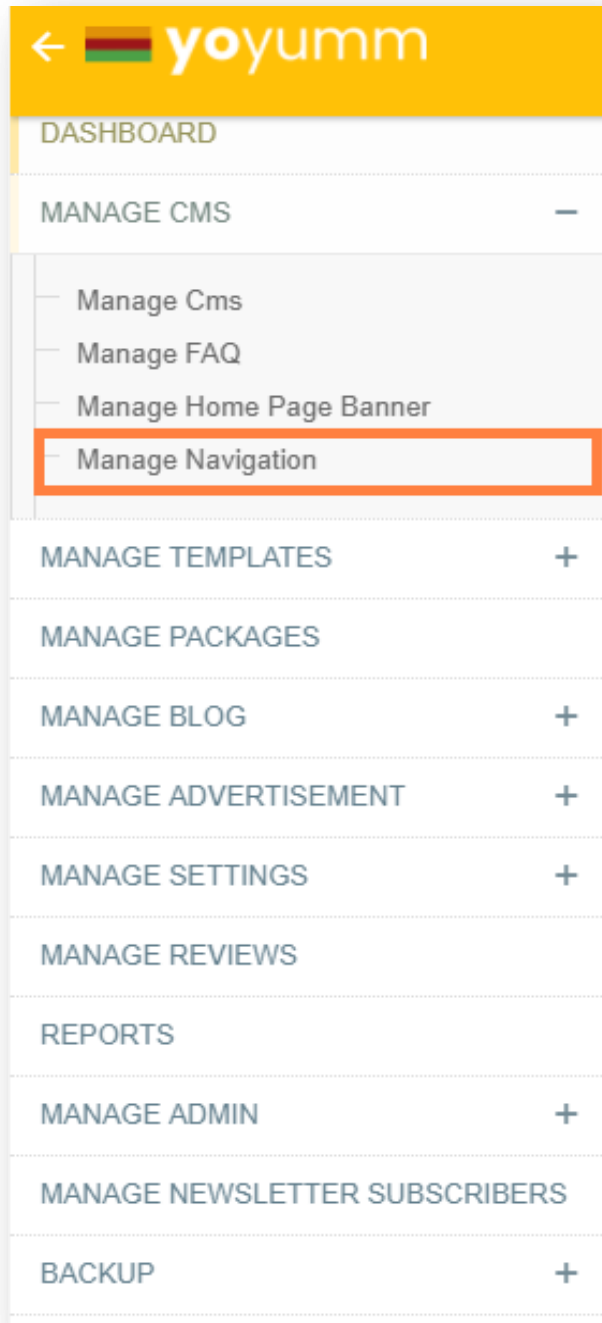 yoyumm
DASHBOARD
MANAGE CMS
Manage Cms
Manage FAQ
Manage Home Page Banner
Manage Navigation
MANAGE TEMPLATES
MANAGE PACKAGES
MANAGE BLOG
MANAGE ADVERTISEMENT
MANAGE SETTINGS
MANAGE REVIEWS
REPORTS
MANAGE ADMIN
MANAGE NEWSLETTER SUBSCRIBERS
BACKUP